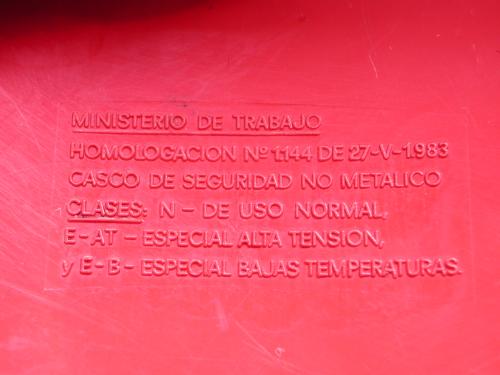 MINISTERIO DE TRABAJO
HOMOLOGACION Nº 1.144 DE 27-V-1.983
CASCO DE SEGURIDAD NO METALICO
CLASES: N - DE USO NORMAL,
E-AT-ESPECIAL ALTA TENSION,
y E-B-ESPECIAL BAJAS TEMPERATURAS.